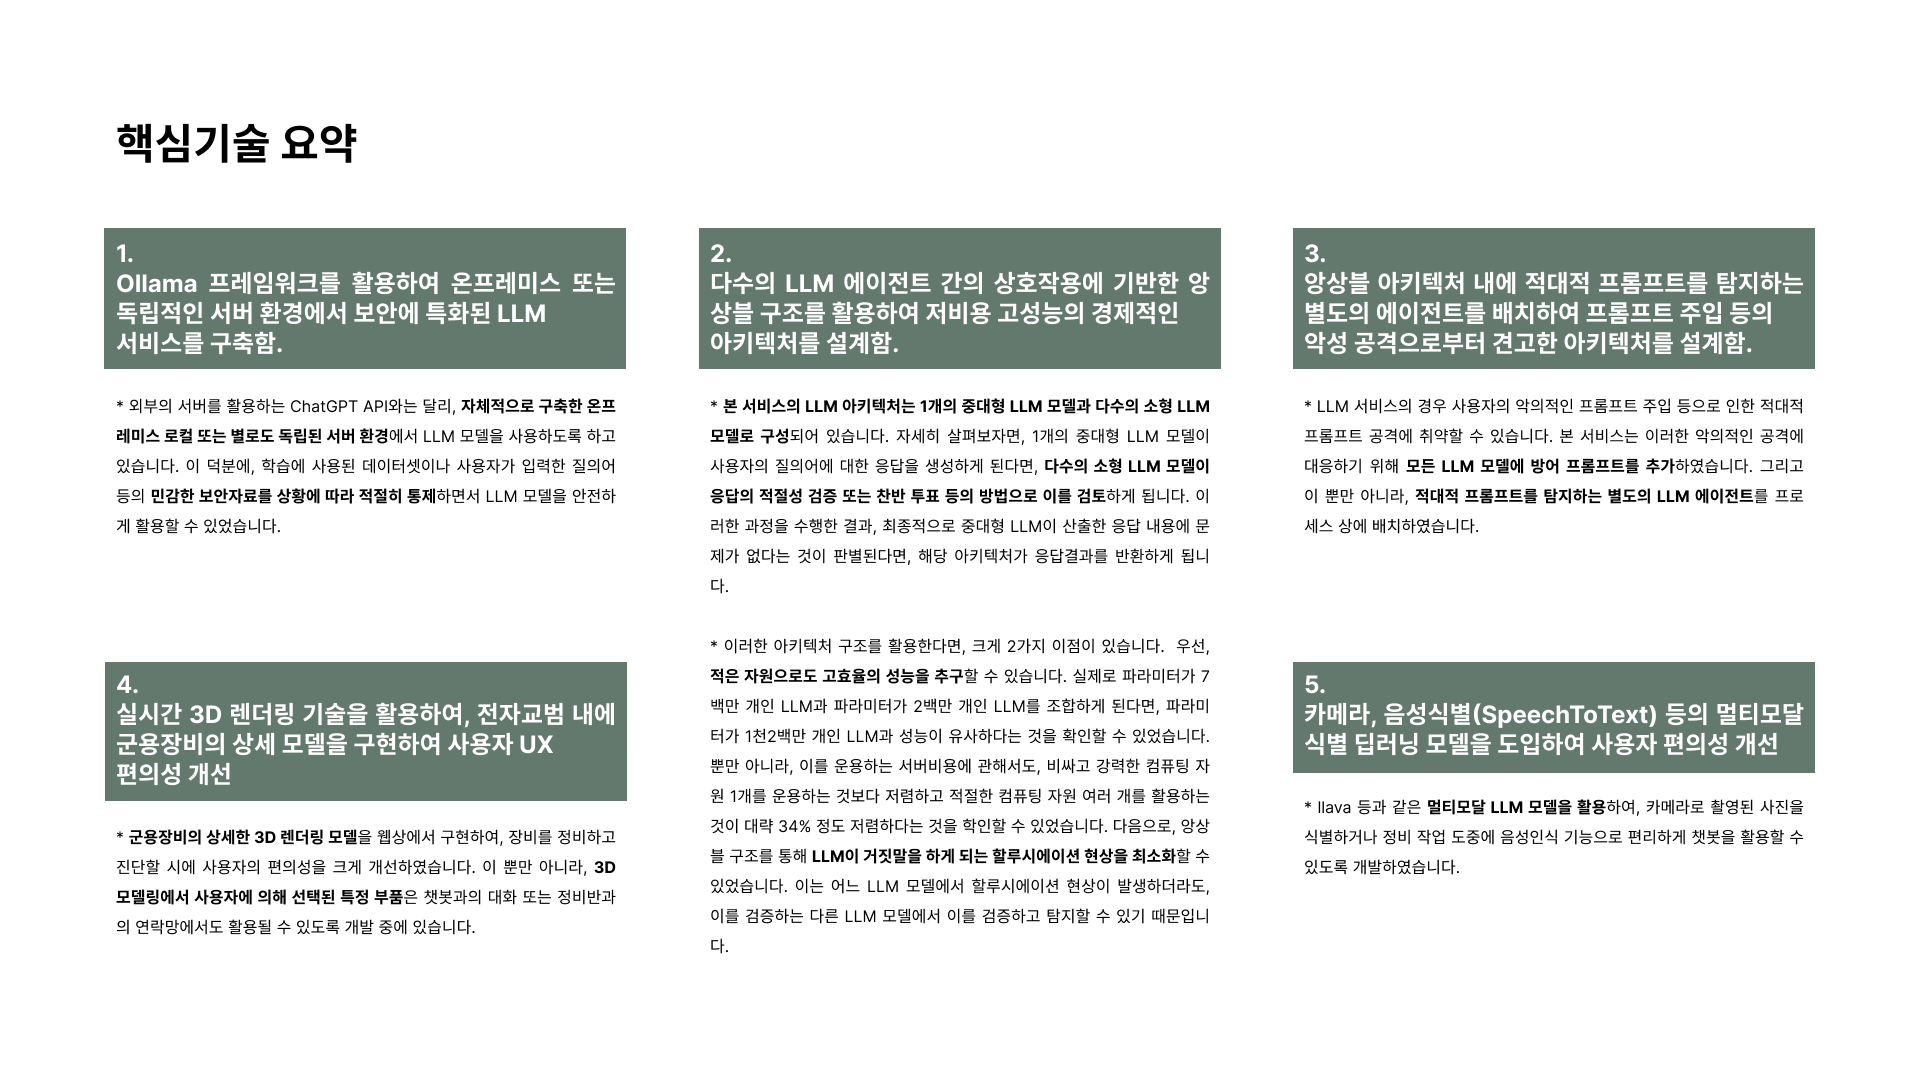 핵심기술 요약
1.
Ollama 프레임워크를 활용하여 온프레미스 또는
독립적인 서버 환경에서 보안에 특화된 LLM
서비스를 구축함.
* 외부의 서버를 활용하는 ChatGPT API와는 달리, 자체적으로 구축한 온프
레미스 로컬 또는 별로도 독립된 서버 환경에서 LLM 모델을 사용하도록 하고
있습니다. 이 덕분에, 학습에 사용된 데이터셋이나 사용자가 입력한 질의어
등의 민감한 보안자료를 상황에 따라 적절히 통제하면서 LLM 모델을 안전하
게 활용할 수 있었습니다.
2.
다수의 LLM 에이전트 간의 상호작용에 기반한 앙
상블 구조를 활용하여 저비용 고성능의 경제적인
아키텍처를 설계함.
* 본 서비스의 LLM 아키텍처는 1개의 중대형 LLM 모델과 다수의 소형 LLM
모델로 구성되어 있습니다. 자세히 살펴보자면, 1개의 중대형 LLM 모델이
사용자의 질의어에 대한 응답을 생성하게 된다면, 다수의 소형 LLM 모델이
응답의 적절성 검증 또는 찬반 투표 등의 방법으로 이를 검토하게 됩니다. 이
러한 과정을 수행한 결과, 최종적으로 중대형 LLM이 산출한 응답 내용에 문
제가 없다는 것이 판별된다면, 해당 아키텍처가 응답결과를 반환하게 됩니
다.
* 이러한 아키텍처 구조를 활용한다면, 크게 2가지 이점이 있습니다.  우선,
적은 자원으로도 고효율의 성능을 추구할 수 있습니다. 실제로 파라미터가 7
백만 개인 LLM과 파라미터가 2백만 개인 LLM를 조합하게 된다면, 파라미
터가 1천2백만 개인 LLM과 성능이 유사하다는 것을 확인할 수 있었습니다.
뿐만 아니라, 이를 운용하는 서버비용에 관해서도, 비싸고 강력한 컴퓨팅 자
원 1개를 운용하는 것보다 저렴하고 적절한 컴퓨팅 자원 여러 개를 활용하는
것이 대략 34% 정도 저렴하다는 것을 학인할 수 있었습니다. 다음으로, 앙상
블 구조를 통해 LLM이 거짓말을 하게 되는 할루시에이션 현상을 최소화할 수
있었습니다. 이는 어느 LLM 모델에서 할루시에이션 현상이 발생하더라도,
이를 검증하는 다른 LLM 모델에서 이를 검증하고 탐지할 수 있기 때문입니
다.
3.
앙상블 아키텍처 내에 적대적 프롬프트를 탐지하는
별도의 에이전트를 배치하여 프롬프트 주입 등의
악성 공격으로부터 견고한 아키텍처를 설계함.
* LLM 서비스의 경우 사용자의 악의적인 프롬프트 주입 등으로 인한 적대적
프롬프트 공격에 취약할 수 있습니다. 본 서비스는 이러한 악의적인 공격에
대응하기 위해 모든 LLM 모델에 방어 프롬프트를 추가하였습니다. 그리고
이 뿐만 아니라, 적대적 프롬프트를 탐지하는 별도의 LLM 에이전트를 프로
세스 상에 배치하였습니다.
4.
실시간 3D 렌더링 기술을 활용하여, 전자교범 내에
군용장비의 상세 모델을 구현하여 사용자 UX
편의성 개선
* 군용장비의 상세한 3D 렌더링 모델을 웹상에서 구현하여, 장비를 정비하고
진단할 시에 사용자의 편의성을 크게 개선하였습니다. 이 뿐만 아니라, 3D
모델링에서 사용자에 의해 선택된 특정 부품은 챗봇과의 대화 또는 정비반과
의 연락망에서도 활용될 수 있도록 개발 중에 있습니다.
5.
카메라, 음성식별(SpeechToText) 등의 멀티모달
식별 딥러닝 모델을 도입하여 사용자 편의성 개선
* llava 등과 같은 멀티모달 LLM 모델을 활용하여, 카메라로 촬영된 사진을
식별하거나 정비 작업 도중에 음성인식 기능으로 편리하게 챗봇을 활용할 수
있도록 개발하였습니다.